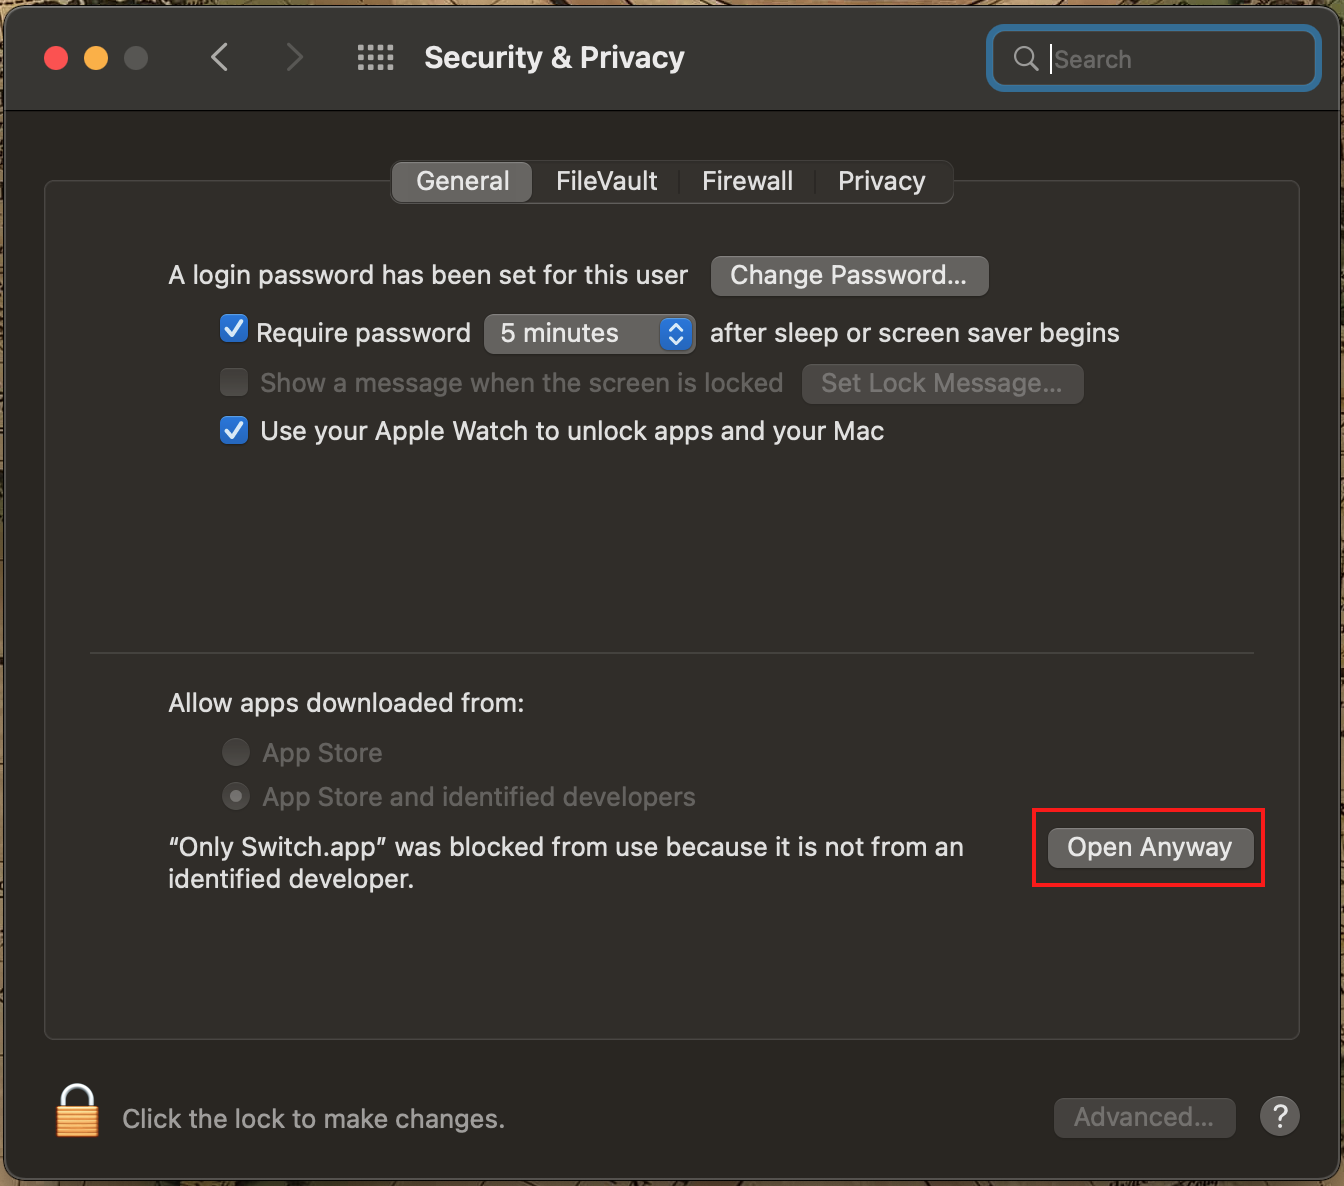 Security & Privacy
Search
General FileVault Firewall Privacy
A login password has been set for this user Change Password...
Require password 5 minutes after sleep or screen saver begins
Show a message when the screen is locked Set Lock Message...
Use your Apple Watch to unlock apps and your Mac
Allow apps downloaded from:
App Store
App Store and identified developers
“Only Switch.app” was blocked from use because it is not from an
identified developer.
Open Anyway
Click the lock to make changes.
Advanced...
?